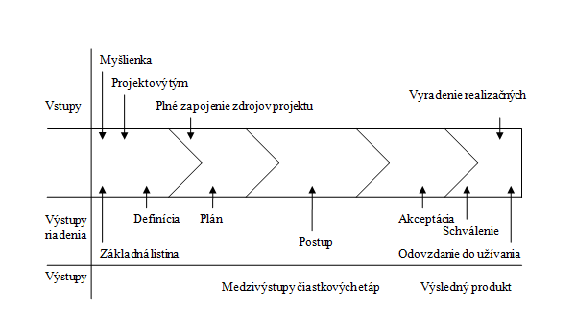 Myšlienka
Projektový tým
Vstupy
Plné zapojenie zdrojov projektu
Vyradenie realizačných
Výstupy
riadenia
Definícia
Plán
Akceptácia
Schválenie
Postup
Základná listina
Odovzdanie do užívania
Výstupy
Medzivýstupy čiastkových etáp
Výsledný produkt